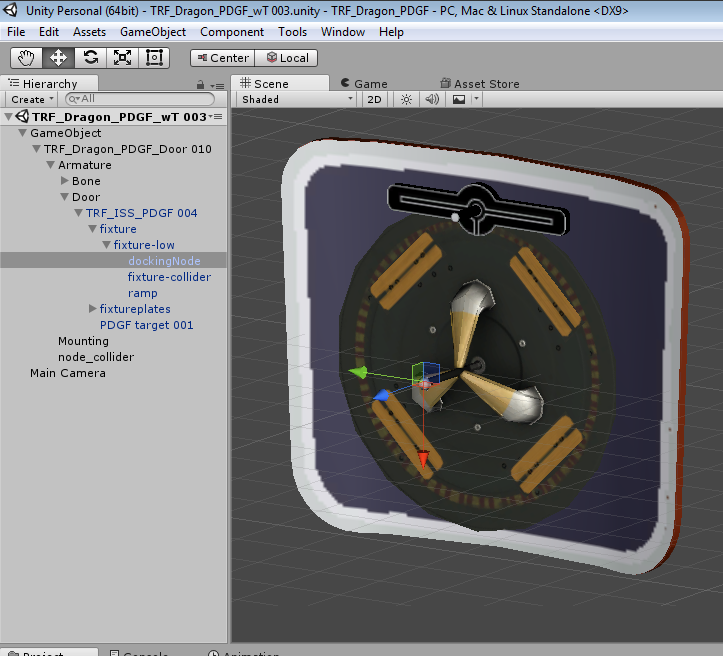 Unity Personal (64bit) - TRF_Dragon_PDGF_wT 003.unity - TRF_Dragon_PDGF - PC, Mac & Linux Standalone <DX9>
File Edit Assets GameObject Component Tools Window Help
Center Local
Hierarchy
Scene Game Asset Store
Create All
Shaded 2D
TRF_Dragon_PDGF_wT 003
GameObject
TRF_Dragon_PDGF_Door 010
Armature
Bone
Door
TRF_ISS_PDGF 004
fixture
fixture-low
dockingNode
fixture-collider
ramp
fixtureplates
PDGF target 001
Mounting
node_collider
Main Camera
Project Console Animation